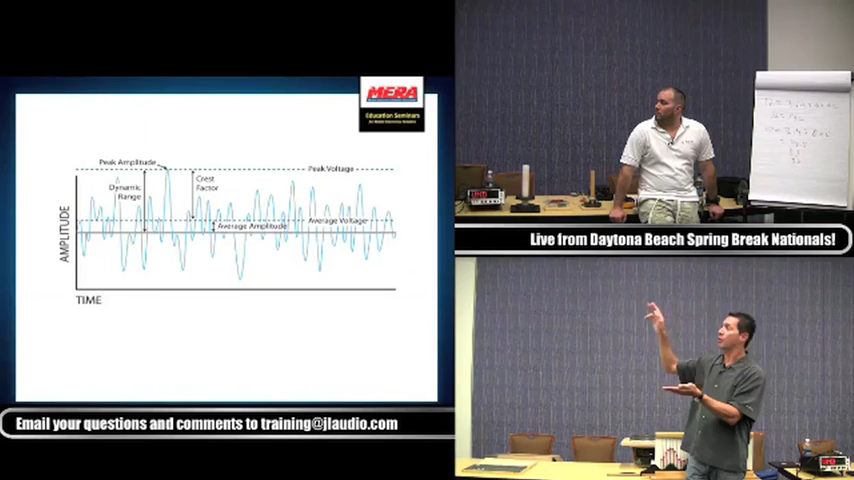 MERA
Education Seminars
Peak Amplitude
Peak Voltage
Dynamic
Range
Crest
Factor
Average Voltage
Average Amplitude
AMPLITUDE
TIME
Live from Daytona Beach Spring Break Nationals!
Email your questions and comments to training@jlaudio.com